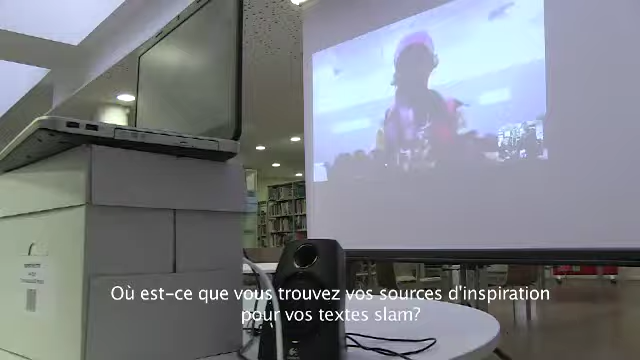 Où est-ce que vous trouvez vos sources d'inspiration
pour vos textes slam?